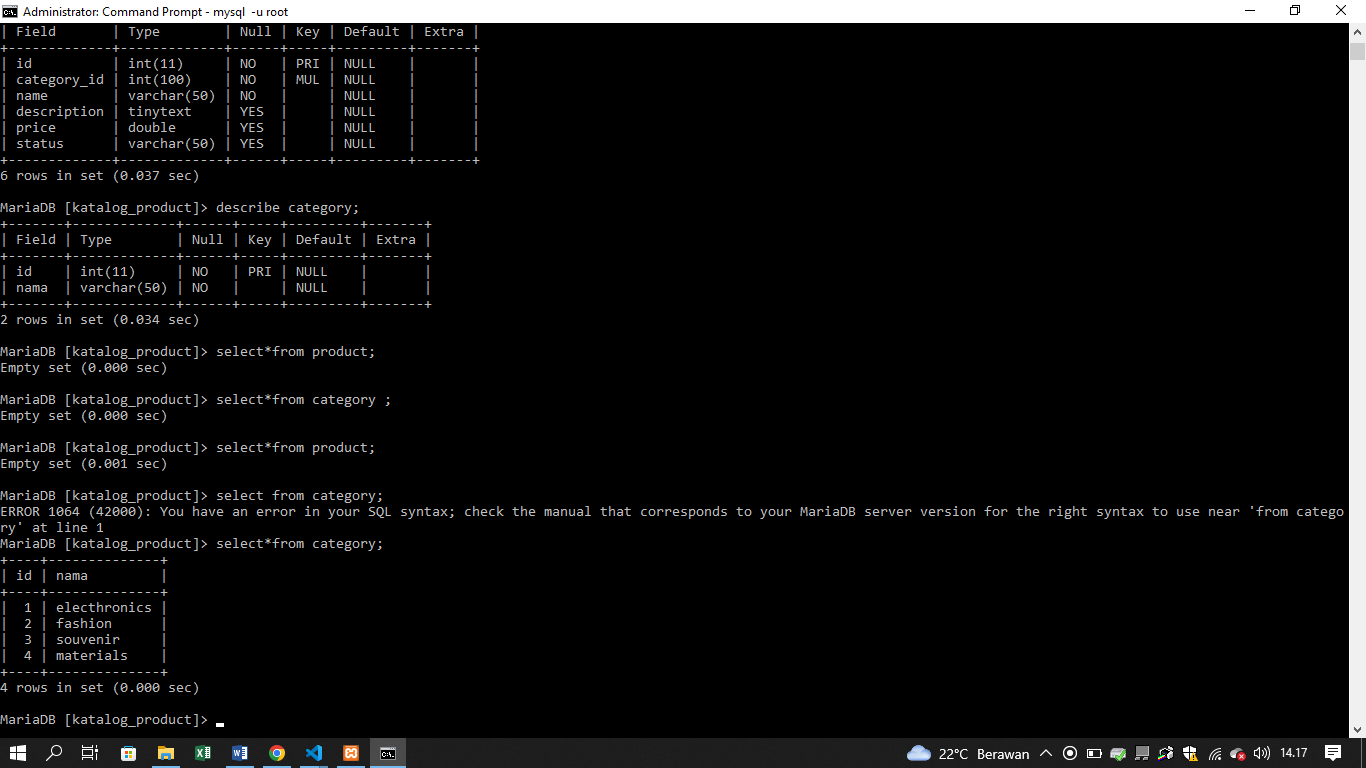 Administrator: Command Prompt - mysql  -u root
| Field       | Type        | Null | Key | Default | Extra |
+-------------+-------------+------+-----+---------+-------+
| id          | int(11)     | NO   | PRI | NULL    |       |
| category_id | int(100)    | NO   | MUL | NULL    |       |
| name        | varchar(50) | NO   |     | NULL    |       |
| description | tinytext    | YES  |     | NULL    |       |
| price       | double      | YES  |     | NULL    |       |
| status      | varchar(50) | YES  |     | NULL    |       |
+-------------+-------------+------+-----+---------+-------+
6 rows in set (0.037 sec)
MariaDB [katalog_product]> describe category;
+-------+-------------+------+-----+---------+-------+
| Field | Type        | Null | Key | Default | Extra |
+-------+-------------+------+-----+---------+-------+
| id    | int(11)     | NO   | PRI | NULL    |       |
| nama  | varchar(50) | NO   |     | NULL    |       |
+-------+-------------+------+-----+---------+-------+
2 rows in set (0.034 sec)
MariaDB [katalog_product]> select*from product;
Empty set (0.000 sec)
MariaDB [katalog_product]> select*from category ;
Empty set (0.000 sec)
MariaDB [katalog_product]> select*from product;
Empty set (0.001 sec)
MariaDB [katalog_product]> select from category;
ERROR 1064 (42000): You have an error in your SQL syntax; check the manual that corresponds to your MariaDB server version for the right syntax to use near 'from catego
ry' at line 1
MariaDB [katalog_product]> select*from category;
+----+--------------+
| id | nama         |
+----+--------------+
|  1 | electhronics |
|  2 | fashion      |
|  3 | souvenir     |
|  4 | materials    |
+----+--------------+
4 rows in set (0.000 sec)
MariaDB [katalog_product]>
22°C Berawan 14.17